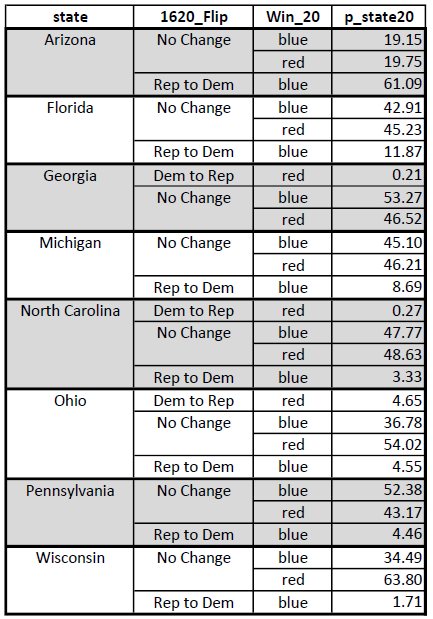 state 1620_Flip Win_20 p_state20
Arizona No Change blue 19.15
red 19.75
Rep to Dem blue 61.09
Florida No Change blue 42.91
red 45.23
Rep to Dem blue 11.87
Georgia Dem to Rep red 0.21
No Change blue 53.27
red 46.52
Michigan No Change blue 45.10
red 46.21
Rep to Dem blue 8.69
North Carolina Dem to Rep red 0.27
No Change blue 47.77
red 48.63
Rep to Dem blue 3.33
Ohio Dem to Rep red 4.65
No Change blue 36.78
red 54.02
Rep to Dem blue 4.55
Pennsylvania No Change blue 52.38
red 43.17
Rep to Dem blue 4.46
Wisconsin No Change blue 34.49
red 63.80
Rep to Dem blue 1.71